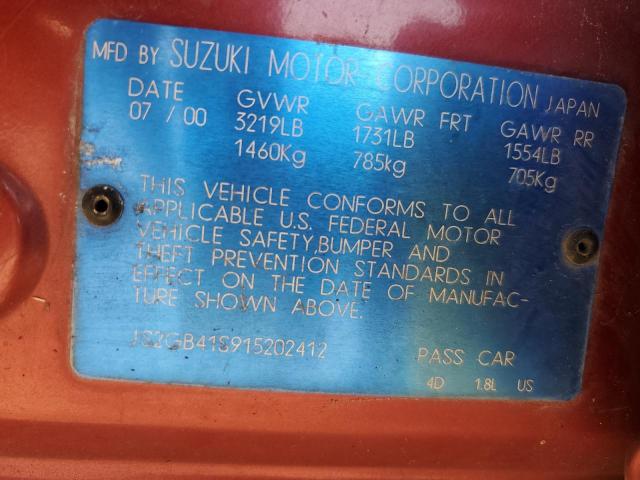 MFD BY SUZUKI MOTOR CORPORATION JAPAN
DATE GVWR GAWR FRT GAWR RR
07 / 00 3219LB 1731LB 1554LB
1460Kg 785kg 705Kg
THIS VEHICLE CONFORMS TO ALL
APPLICABLE U.S. FEDERAL MOTOR
VEHICLE SAFETY,BUMPER AND
THEFT PREVENTION STANDARDS IN
EFFECT ON THE DATE OF MANUFAC-
TURE SHOWN ABOVE.
JS2GB41S915202412 PASS CAR
4D 1.8L US